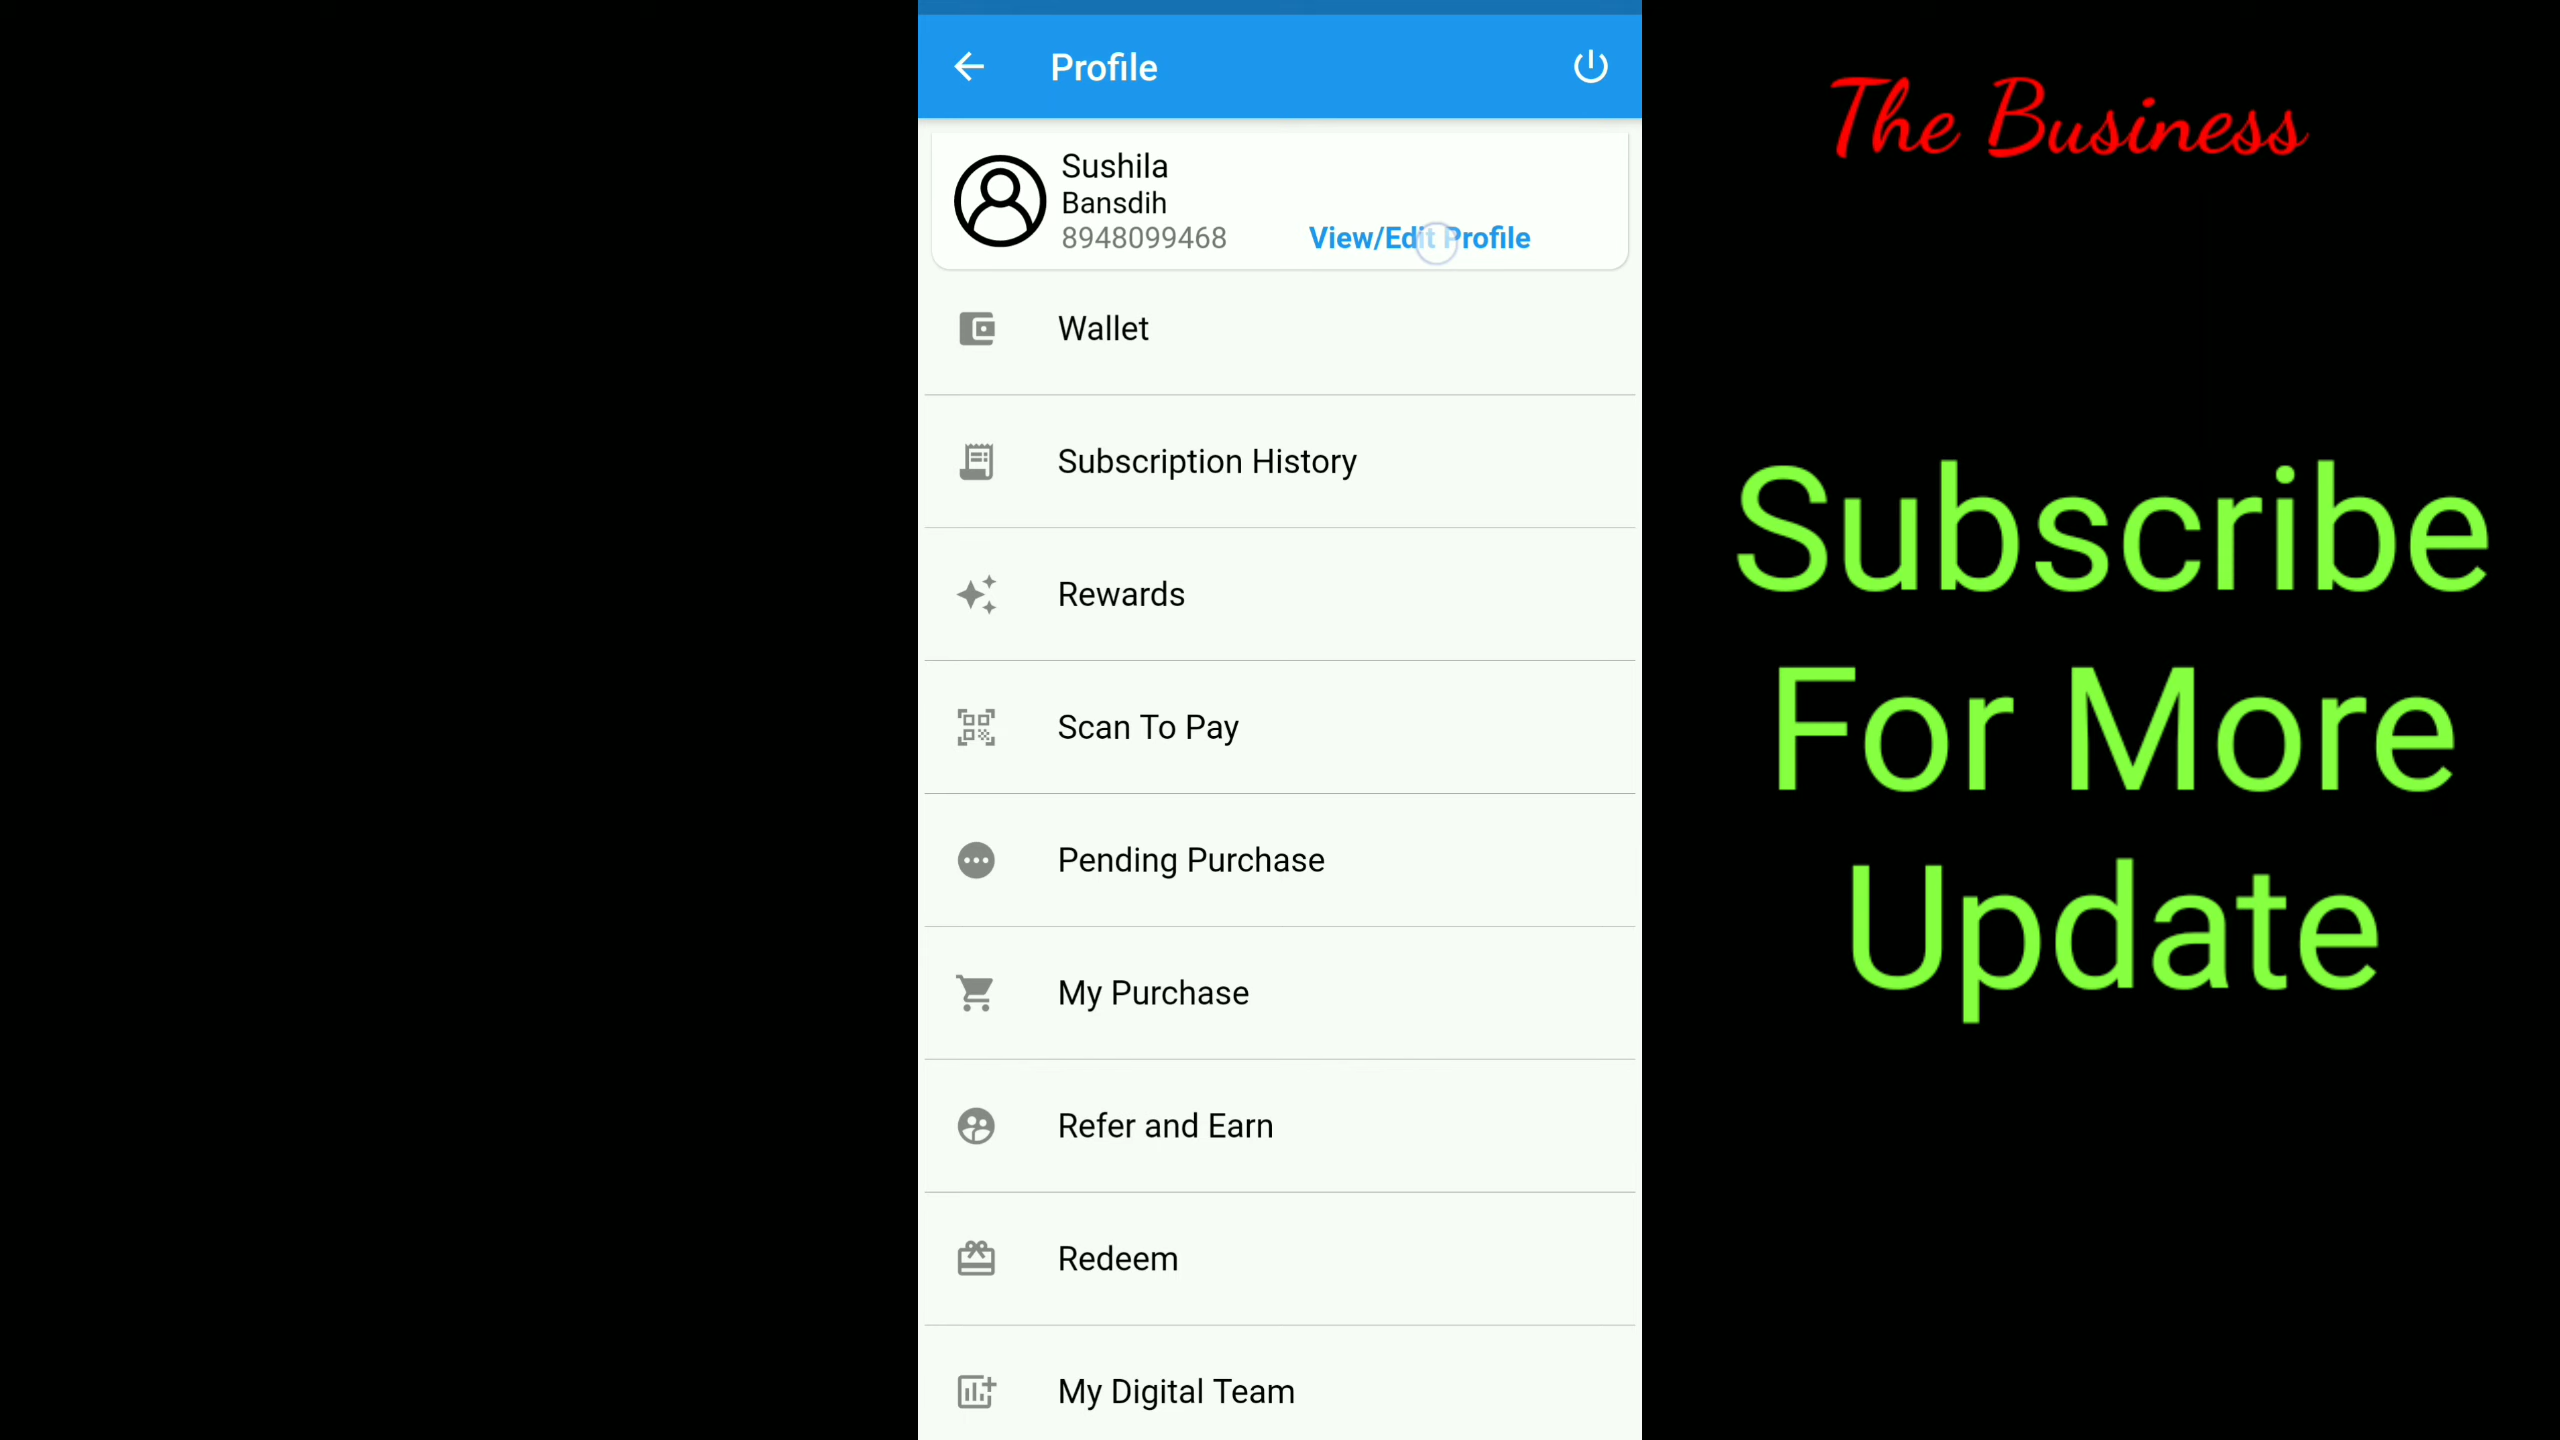 Profile
Sushila
Bansdih
8948099468
View/Edit Profile
Wallet
Subscription History
Rewards
Scan To Pay
Pending Purchase
My Purchase
Refer and Earn
Redeem
My Digital Team
The Business
Subscribe
For More
Update